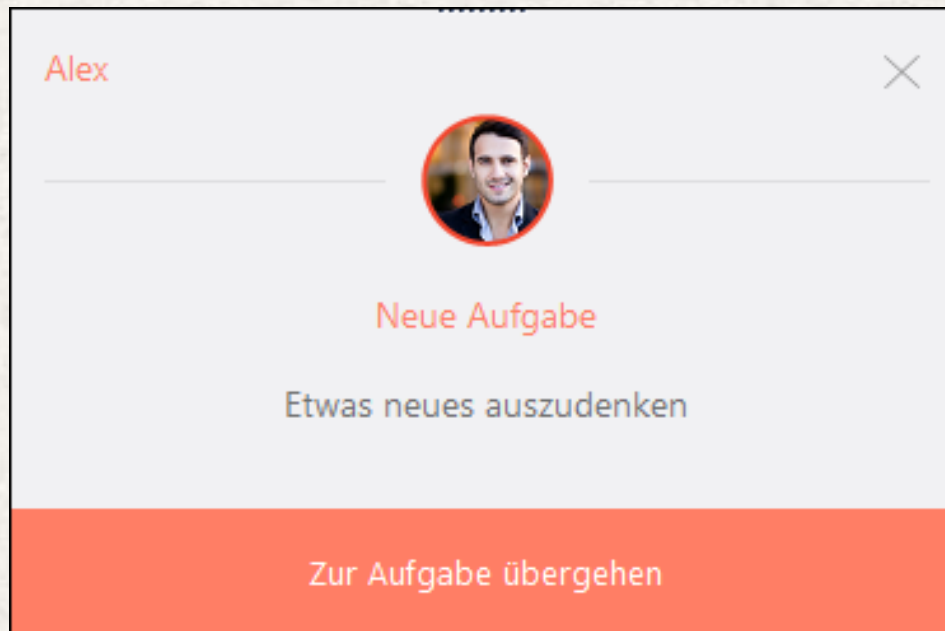 Alex
Neue Aufgabe
Etwas neues auszudenken
Zur Aufgabe übergehen